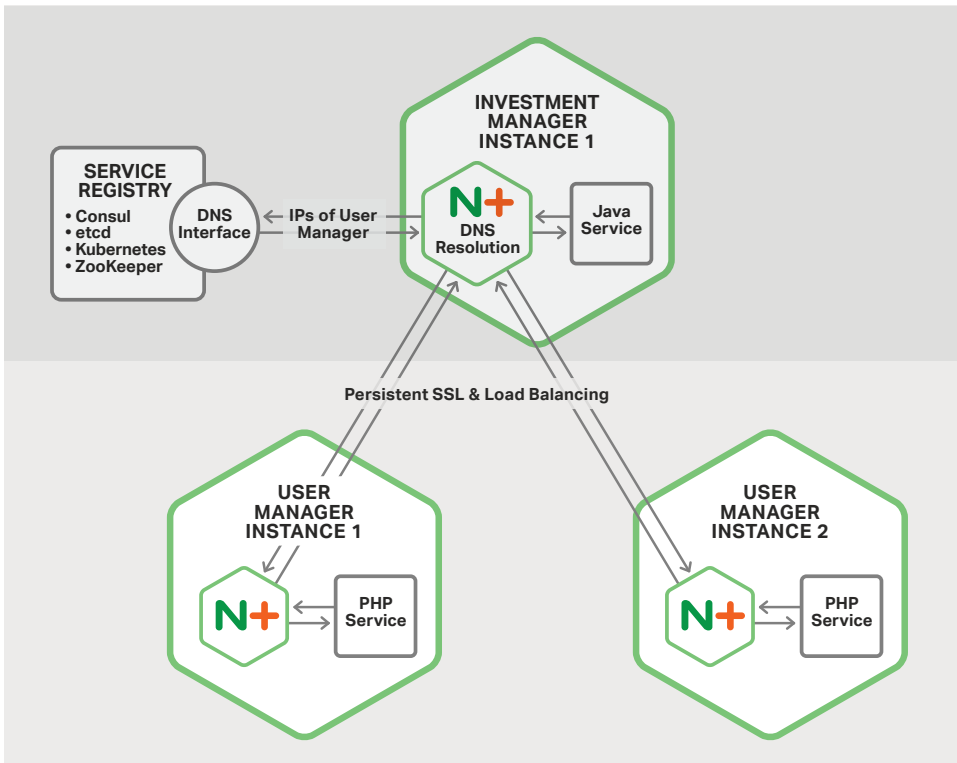 INVESTMENT
MANAGER
INSTANCE 1
SERVICE
REGISTRY
• Consul
• etcd
• Kubernetes
• ZooKeeper
DNS
Interface
IPs of User
Manager
N+
DNS
Resolution
Java
Service
Persistent SSL & Load Balancing
USER
MANAGER
INSTANCE 1
N+
PHP
Service
USER
MANAGER
INSTANCE 2
N+
PHP
Service